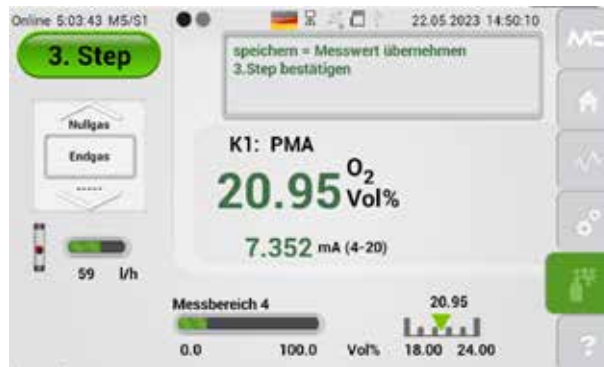 Online 5:03:43 M5/S1
22.05.2023 14:50:10
3. Step
speichern = Messwert übernehmen
3.Step bestätigen
Nullgas
Endgas
-----
K1: PMA
20.95 O2 Vol%
7.352 mA (4-20)
59 l/h
Messbereich 4
20.95
0.0 100.0 Vol% 18.00 24.00
?